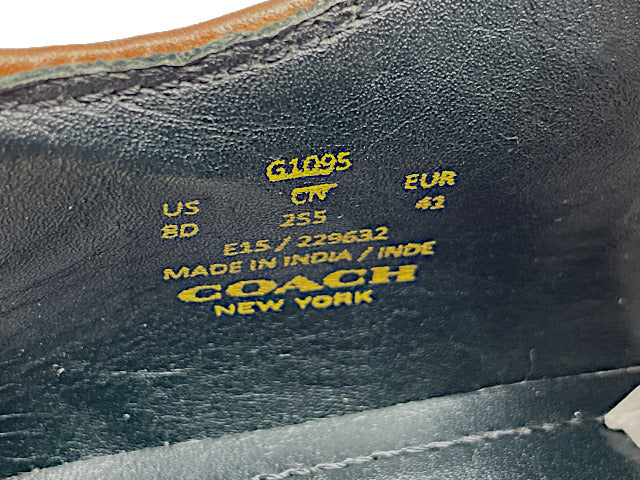 G1095
US CN EUR
8D 255 41
E15 / 229632
MADE IN INDIA / INDE
COACH
NEW YORK